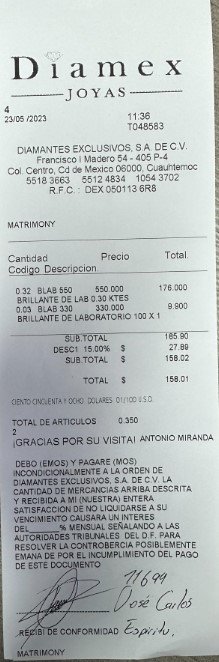 Diamex
JOYAS
4
23/05/2023 11:36
T048583
DIAMANTES EXCLUSIVOS, S.A. DE C.V.
Francisco I Madero 54 - 405 P-4
Col. Centro, Cd de Mexico 06000, Cuauhtemoc
5518 3663 5512 4834 1054 3702
R.F.C. : DEX 050113 6R8
MATRIMONY
Cantidad Precio Total
Codigo Descripcion
0.32 BLAB 550 550.000 176.000
BRILLANTE DE LAB 0.30 KTES
0.03 BLAB 330 330.000 9.900
BRILLANTE DE LABORATORIO 100 X 1
SUB.TOTAL 185.90
DESC1 15.00% $ 27.89
SUB.TOTAL $ 158.02
TOTAL $ 158.01
CIENTO CINCUENTA Y OCHO DOLARES 01/100 U.S.D.
TOTAL DE ARTICULOS 0.350
2
¡GRACIAS POR SU VISITA! ANTONIO MIRANDA
DEBO (EMOS) Y PAGARE (MOS)
INCONDICIONALMENTE A LA ORDEN DE
DIAMANTES EXCLUSIVOS, S.A. DE C.V. LA
CANTIDAD DE MERCANCIAS ARRIBA DESCRITA
Y RECIBIDA A MI (NUESTRA) ENTERA
SATISFACCION DE NO LIQUIDARSE A SU
VENCIMIENTO CAUSARA UN INTERES
DEL ______% MENSUAL SEÑALANDO A LAS
AUTORIDADES TRIBUNALES DEL D.F. PARA
RESOLVER LA CONTROBERCIA POSIBLEMENTE
EMANDA DE POR EL INCUMPLIMIENTO DEL PAGO
DE ESTE DOCUMENTO
11699
José Carlos
RECIBI DE CONFORMIDAD Espiritu,
MATRIMONY